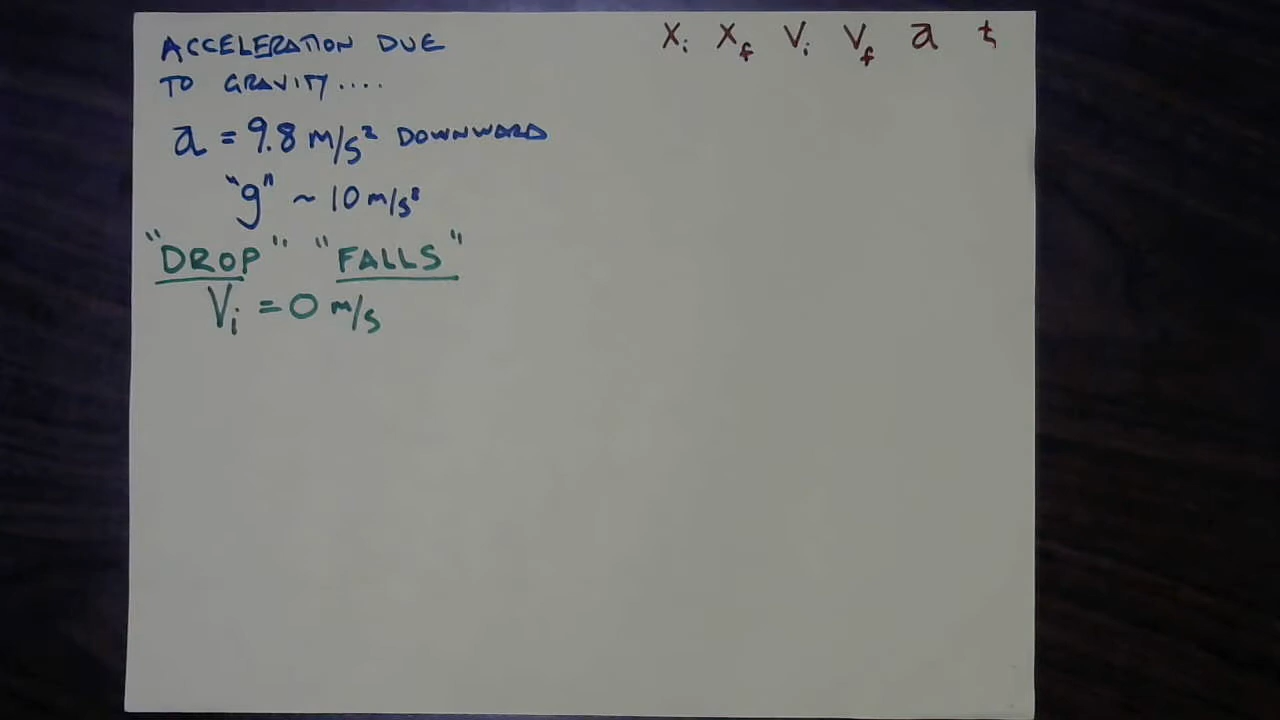 ACCELERATION DUE
TO GRAVITY....
a = 9.8 m/s² DOWNWARD
"g" ~ 10 m/s²
"DROP" "FALLS"
Vi = 0 m/s
Xi Xf Vi Vf a t